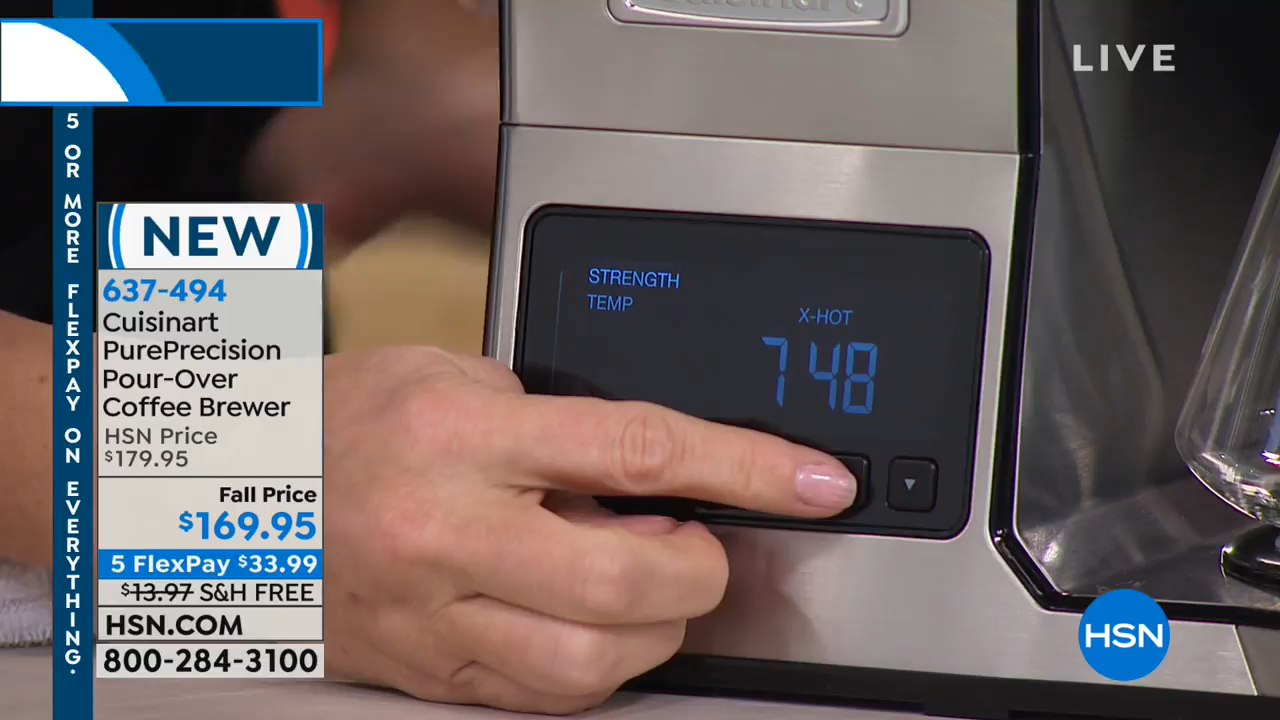 LIVE
5 OR MORE FLEXPAY ON EVERYTHING.
NEW
637-494
Cuisinart
PurePrecision
Pour-Over
Coffee Brewer
HSN Price
$179.95
Fall Price
$169.95
5 FlexPay $33.99
$13.97 S&H FREE
HSN.COM
800-284-3100
STRENGTH
TEMP
X-HOT
7 48
HSN